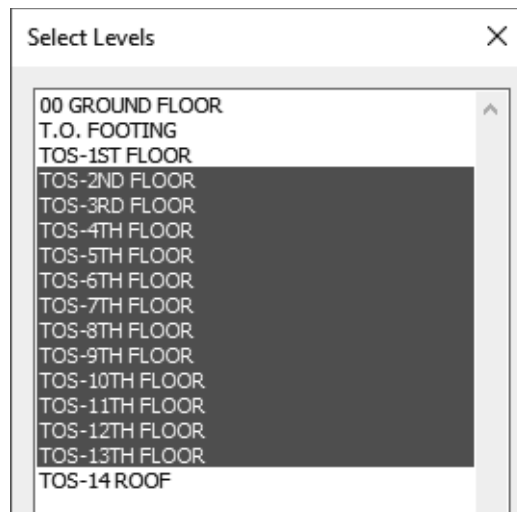 Select Levels
00 GROUND FLOOR
T.O. FOOTING
TOS-1ST FLOOR
TOS-2ND FLOOR
TOS-3RD FLOOR
TOS-4TH FLOOR
TOS-5TH FLOOR
TOS-6TH FLOOR
TOS-7TH FLOOR
TOS-8TH FLOOR
TOS-9TH FLOOR
TOS-10TH FLOOR
TOS-11TH FLOOR
TOS-12TH FLOOR
TOS-13TH FLOOR
TOS-14 ROOF